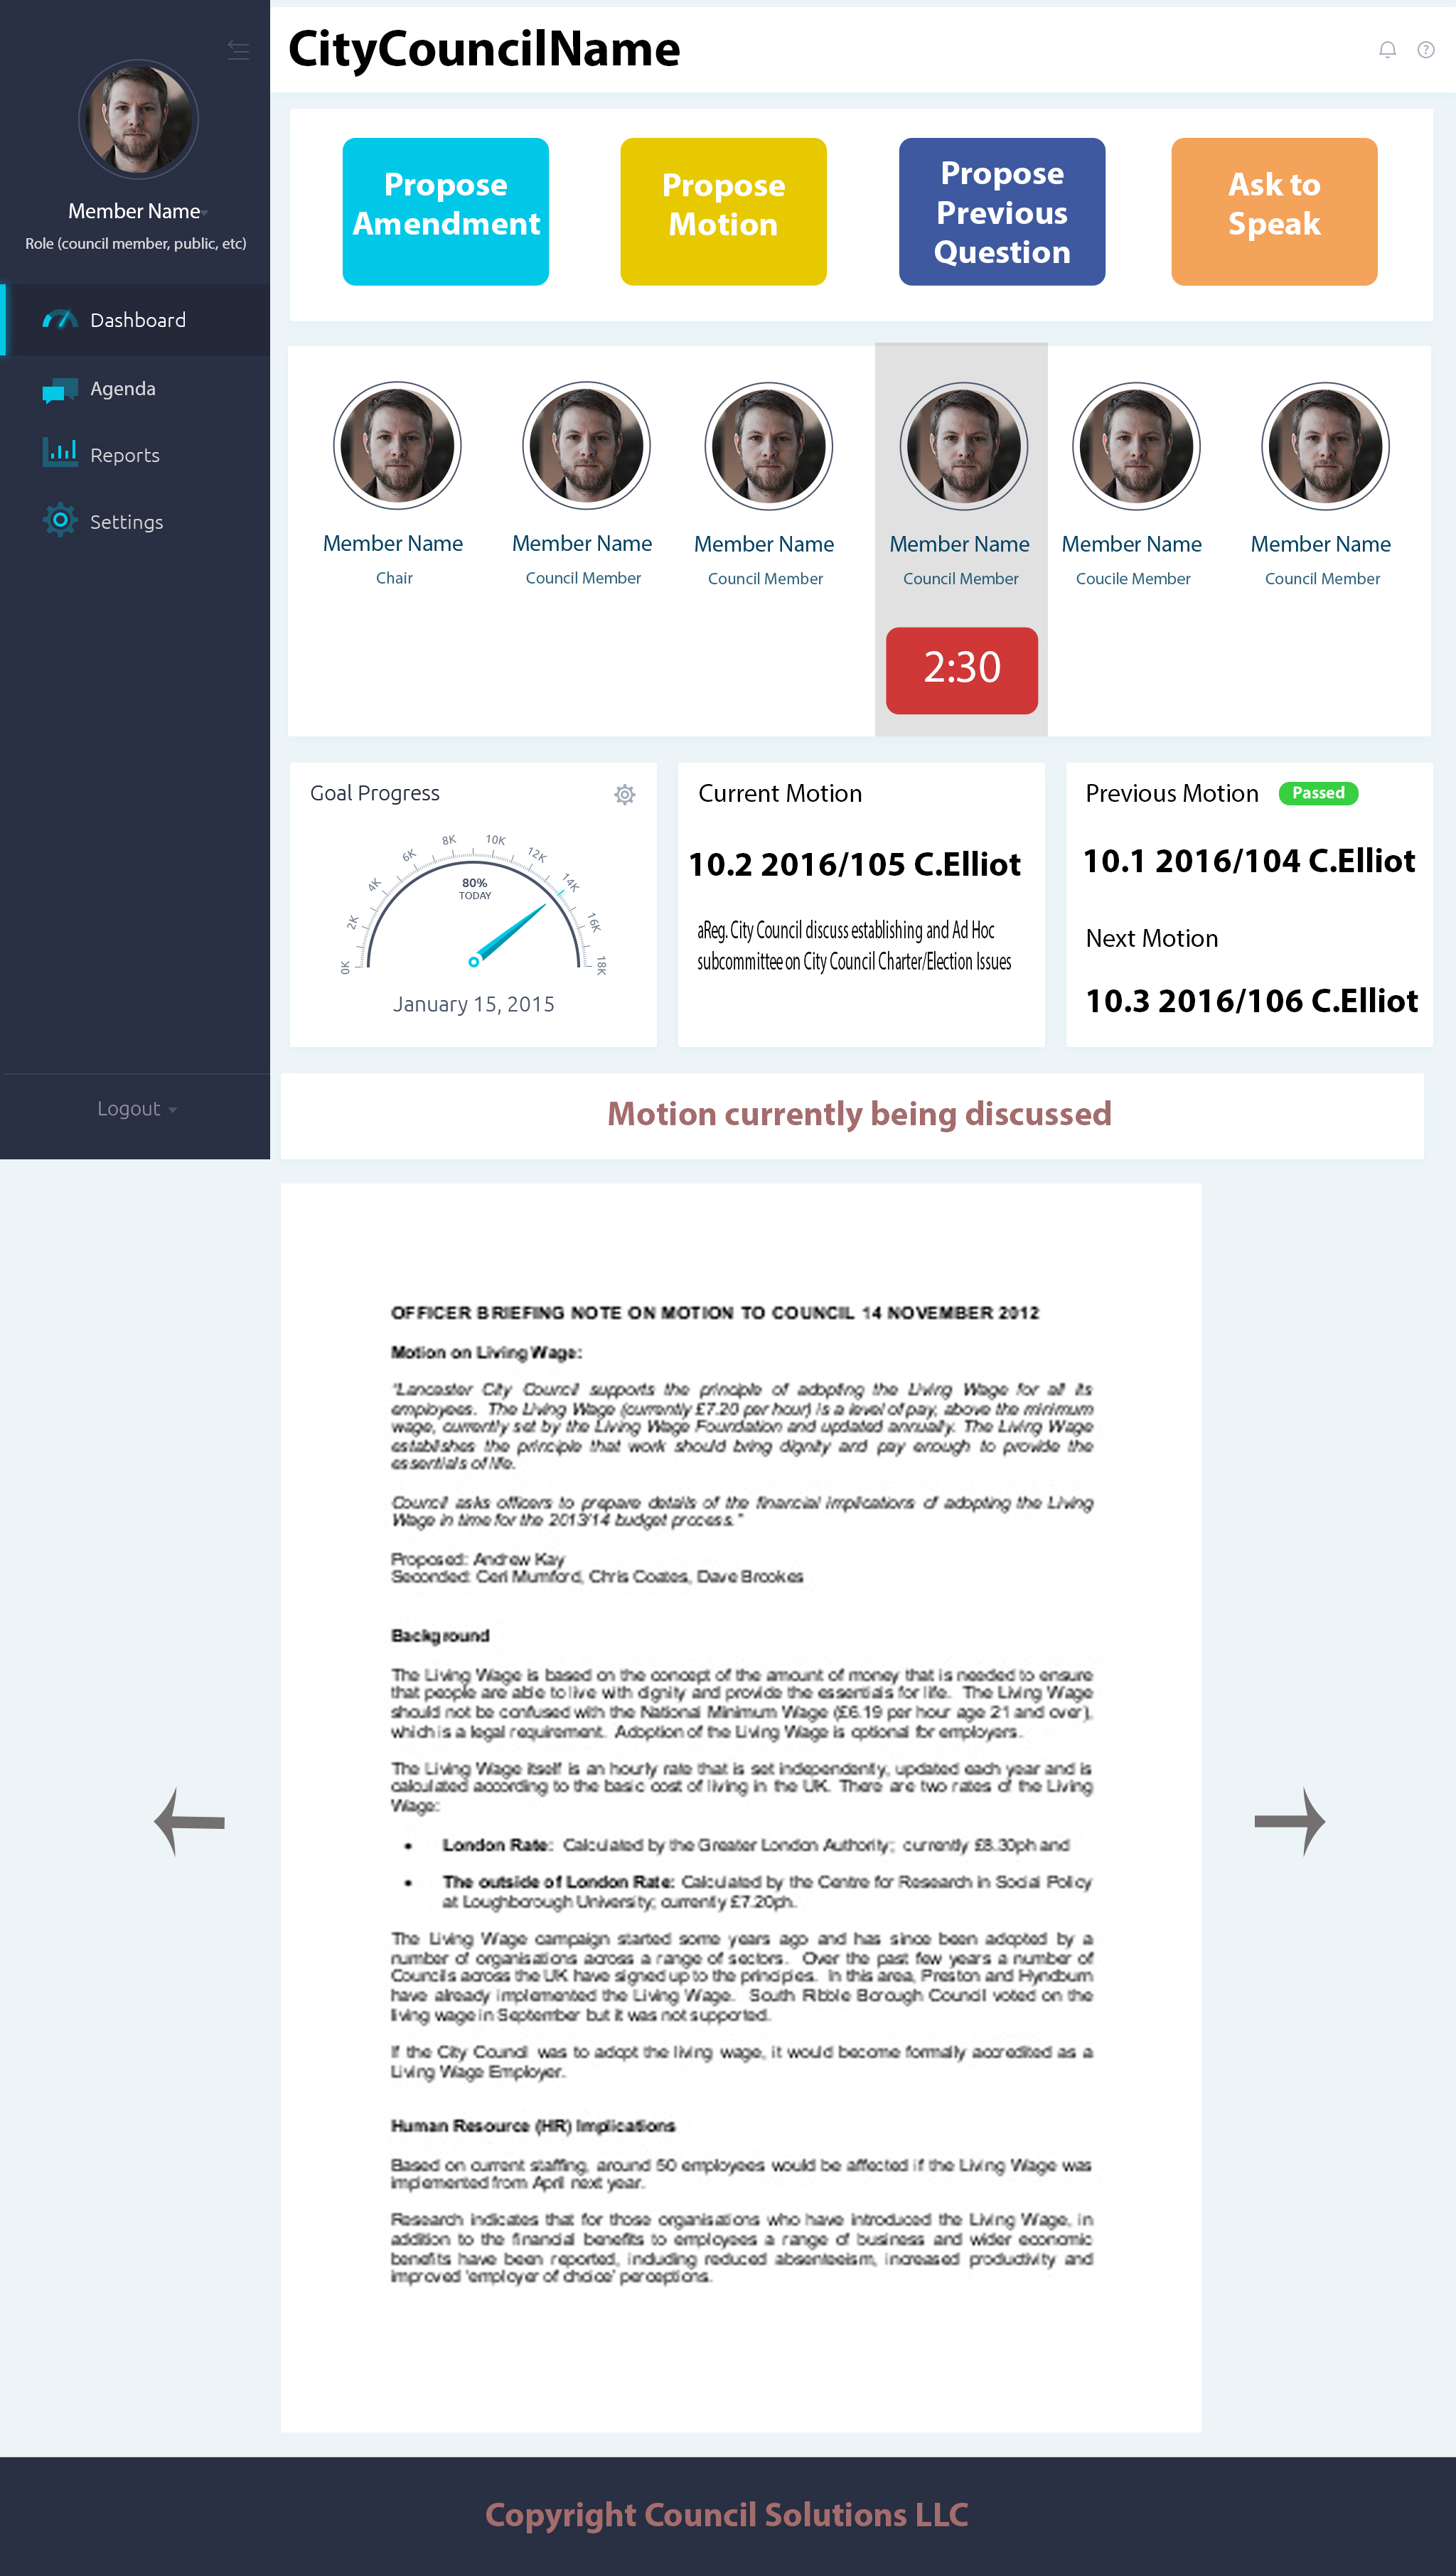 CityCouncilName
Member Name
Role (council member, public, etc)
Dashboard
Agenda
Reports
Settings
Logout
Propose
Amendment
Propose
Motion
Propose
Previous
Question
Ask to
Speak
Member Name
Chair
Member Name
Council Member
Member Name
Council Member
Member Name
Council Member
2:30
Member Name
Coucile Member
Member Name
Council Member
Goal Progress
0K
2K
4K
6K
8K
10K
12K
14K
16K
18K
80%
TODAY
January 15, 2015
Current Motion
10.2 2016/105 C.Elliot
aReg. City Council discuss establishing and Ad Hoc
subcommittee on City Council Charter/Election Issues
Previous Motion Passed
10.1 2016/104 C.Elliot
Next Motion
10.3 2016/106 C.Elliot
Motion currently being discussed
OFFICER BRIEFING NOTE ON MOTION TO COUNCIL 14 NOVEMBER 2012
Motion on Living Wage:
"Lancaster City Council supports the principle of adopting the Living Wage for all its
employees. The Living Wage (currently £7.20 per hour) is a level of pay, above the minimum
wage, currently set by the Living Wage Foundation and updated annually. The Living Wage
establishes the principle that work should bring dignity and pay enough to provide the
essentials of life.
Council asks officers to prepare details of the financial implications of adopting the Living
Wage in time for the 2013/14 budget process."
Proposed: Andrew Kay
Seconded: Ceri Mumford, Chris Coates, Dave Brookes
Background
The Living Wage is based on the concept of the amount of money that is needed to ensure
that people are able to live with dignity and provide the essentials for life. The Living Wage
should not be confused with the National Minimum Wage (£6.19 per hour age 21 and over),
which is a legal requirement. Adoption of the Living Wage is optional for employers.
The Living Wage itself is an hourly rate that is set independently, updated each year and is
calculated according to the basic cost of living in the UK. There are two rates of the Living
Wage:
• London Rate: Calculated by the Greater London Authority; currently £8.30ph and
• The outside of London Rate: Calculated by the Centre for Research in Social Policy
at Loughborough University; currently £7.20ph.
The Living Wage campaign started some years ago and has since been adopted by a
number of organisations across a range of sectors. Over the past few years a number of
Councils across the UK have signed up to the principles. In this area, Preston and Hyndburn
have already implemented the Living Wage. South Ribble Borough Council voted on the
living wage in September but it was not supported.
If the City Council was to adopt the living wage, it would become formally accredited as a
Living Wage Employer.
Human Resource (HR) Implications
Based on current staffing, around 50 employees would be affected if the Living Wage was
implemented from April next year.
Research indicates that for those organisations who have introduced the Living Wage, in
addition to the financial benefits to employees a range of business and wider economic
benefits have been reported, including reduced absenteeism, increased productivity and
improved 'employer of choice' perceptions.
Copyright Council Solutions LLC